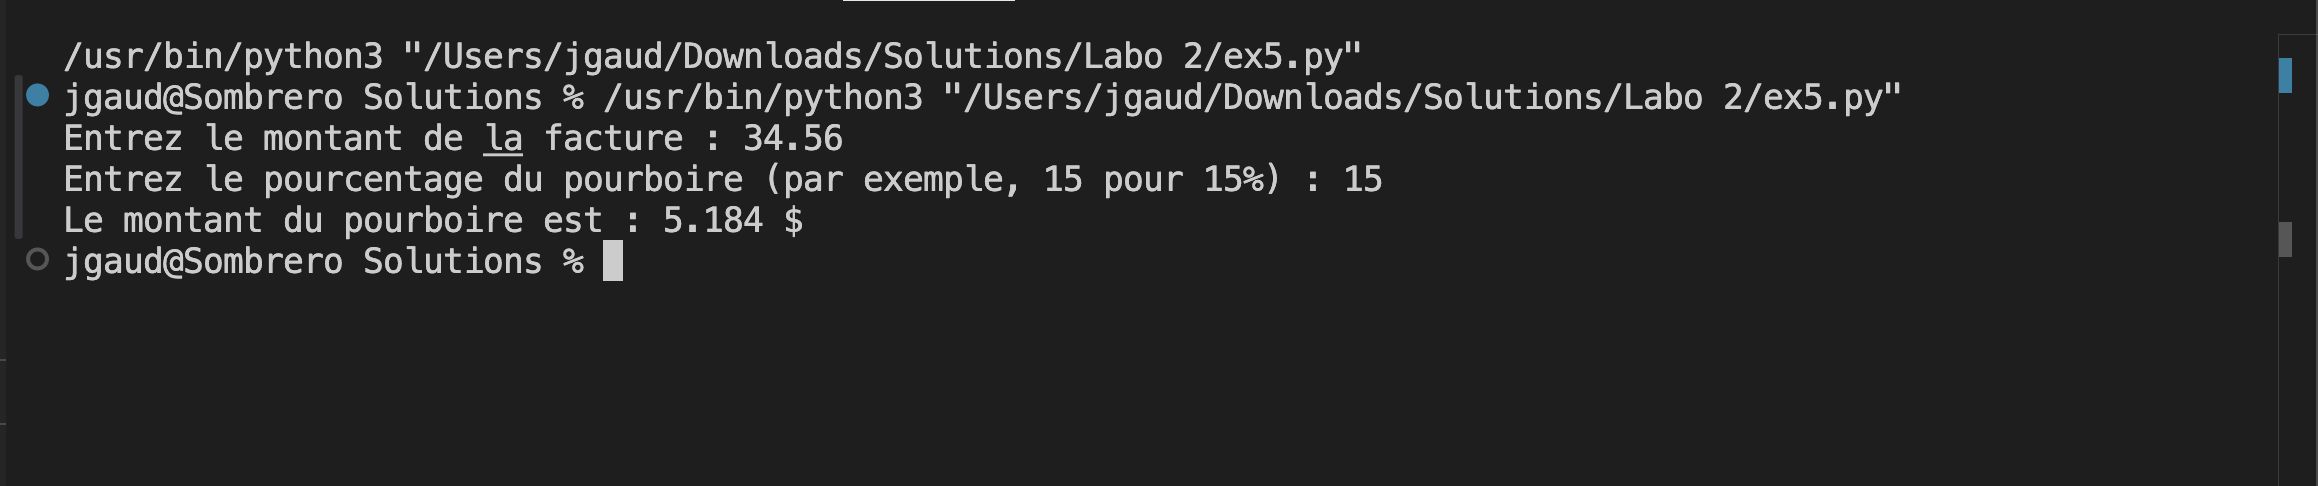 /usr/bin/python3 "/Users/jgaud/Downloads/Solutions/Labo 2/ex5.py"
jgaud@Sombrero Solutions % /usr/bin/python3 "/Users/jgaud/Downloads/Solutions/Labo 2/ex5.py"
Entrez le montant de la facture : 34.56
Entrez le pourcentage du pourboire (par exemple, 15 pour 15%) : 15
Le montant du pourboire est : 5.184 $
jgaud@Sombrero Solutions %